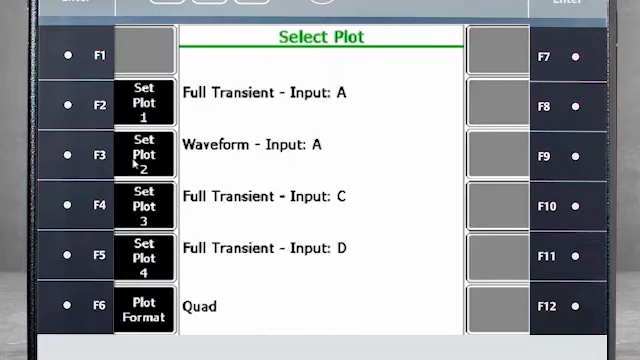 Enter
Enter
Select Plot
F1
F7
Set
Plot
1
Full Transient - Input: A
F2
F8
Set
Plot
2
Waveform - Input: A
F3
F9
Set
Plot
3
Full Transient - Input: C
F4
F10
Set
Plot
4
Full Transient - Input: D
F5
F11
Plot
Format
Quad
F6
F12